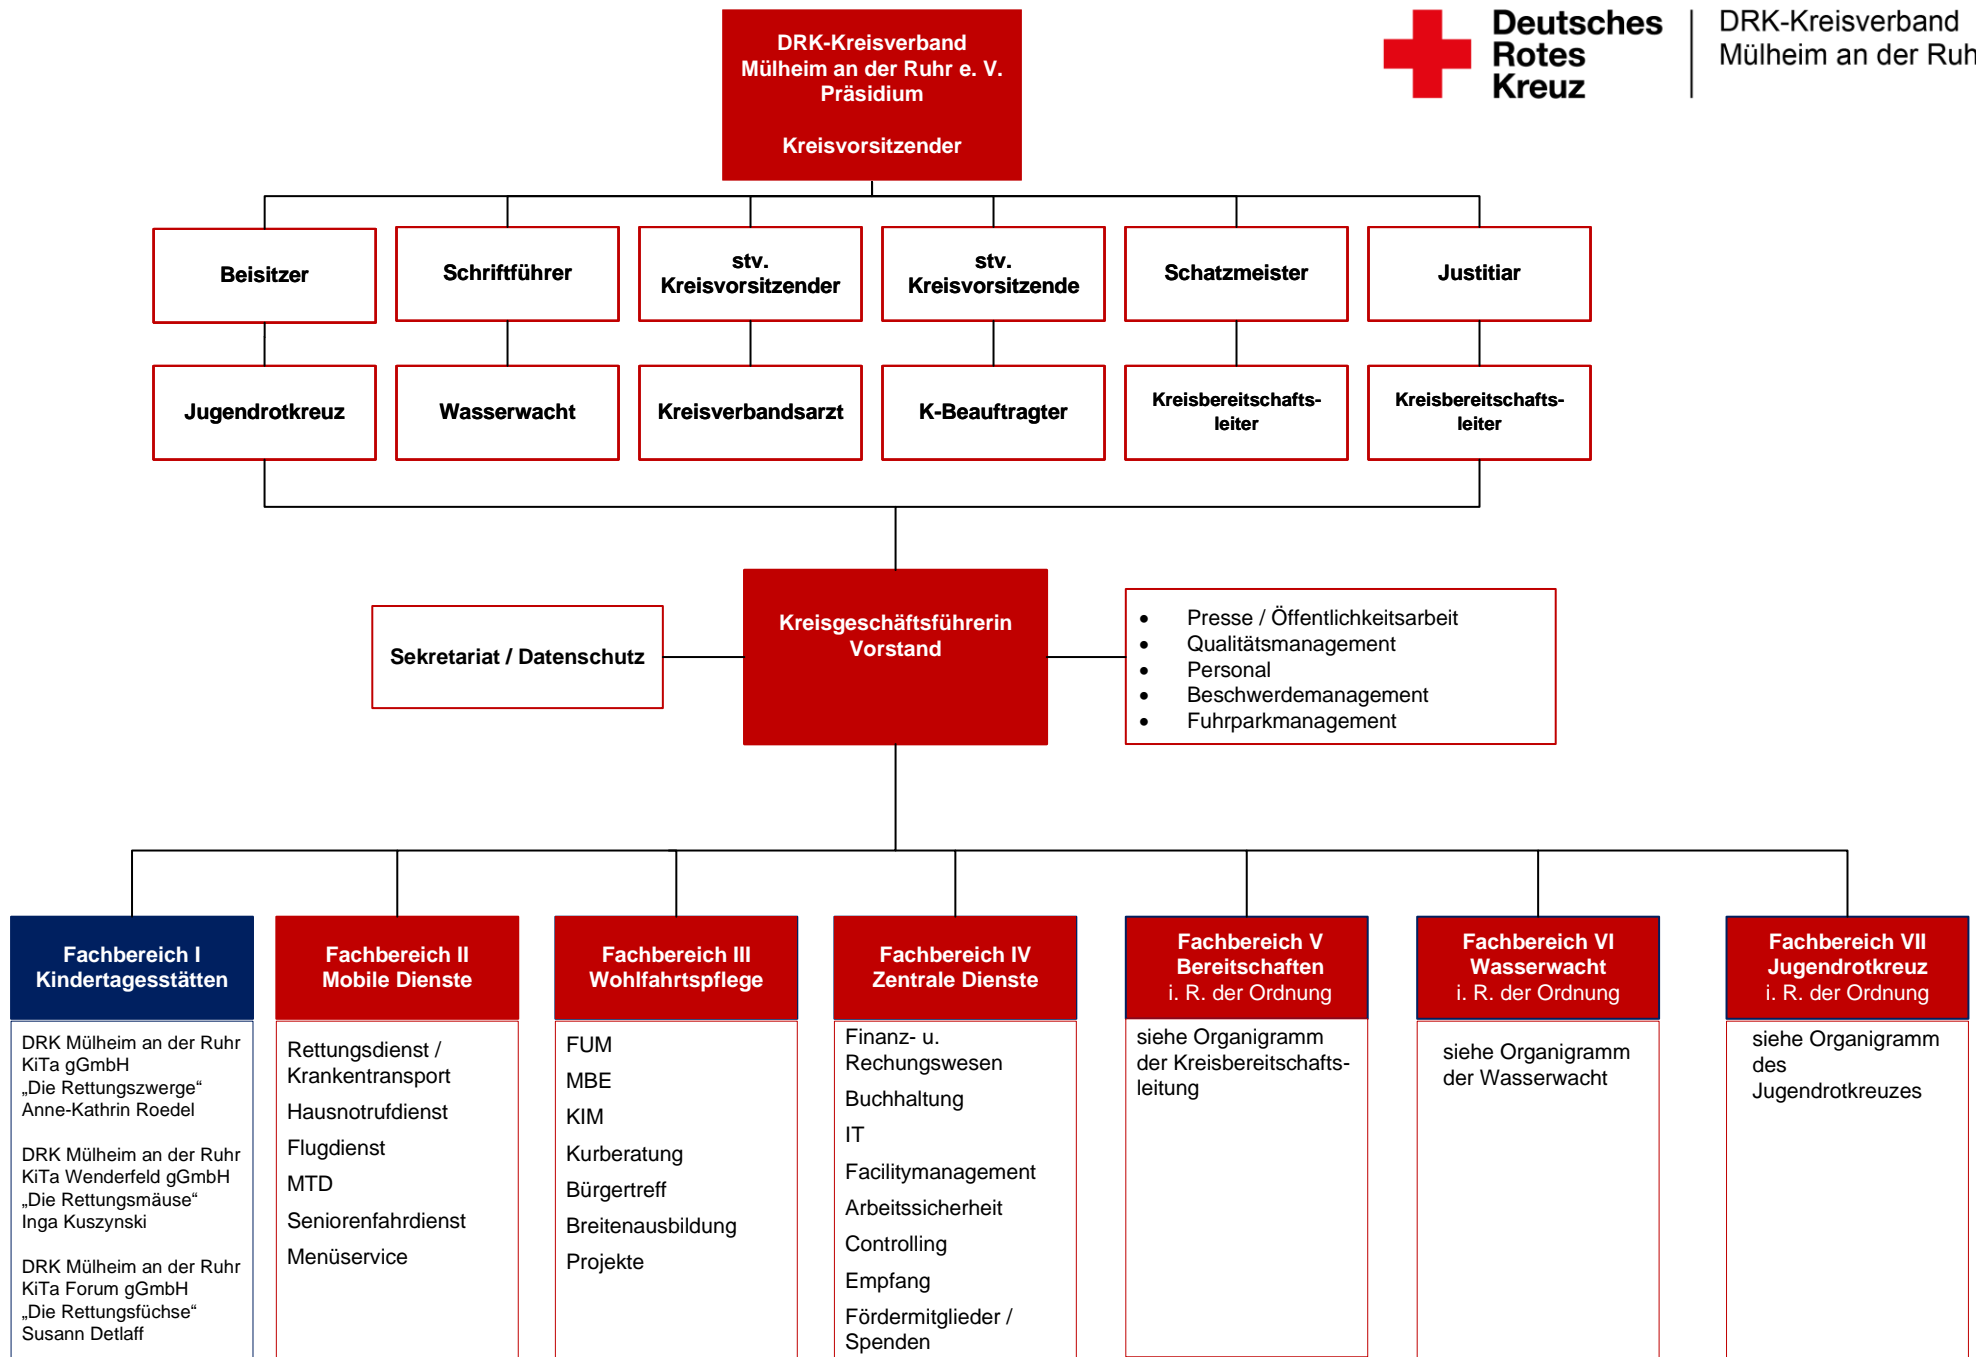 DRK-Kreisverband
Mülheim an der Ruhr e. V.
Präsidium
Kreisvorsitzender
Deutsches
Rotes
Kreuz
DRK-Kreisverband
Mülheim an der Ruh
Beisitzer
Schriftführer
stv.
Kreisvorsitzender
stv.
Kreisvorsitzende
Schatzmeister
Justitiar
Jugendrotkreuz
Wasserwacht
Kreisverbandsarzt
K-Beauftragter
Kreisbereitschafts-
leiter
Kreisbereitschafts-
leiter
Sekretariat / Datenschutz
Kreisgeschäftsführerin
Vorstand
• Presse / Öffentlichkeitsarbeit
• Qualitätsmanagement
• Personal
• Beschwerdemanagement
• Fuhrparkmanagement
Fachbereich I
Kindertagesstätten
DRK Mülheim an der Ruhr
KiTa gGmbH
„Die Rettungszwerge“
Anne-Kathrin Roedel
DRK Mülheim an der Ruhr
KiTa Wenderfeld gGmbH
„Die Rettungsmäuse“
Inga Kuszynski
DRK Mülheim an der Ruhr
KiTa Forum gGmbH
„Die Rettungsfüchse“
Susann Detlaff
Fachbereich II
Mobile Dienste
Rettungsdienst /
Krankentransport
Hausnotrufdienst
Flugdienst
MTD
Seniorenfahrdienst
Menüservice
Fachbereich III
Wohlfahrtspflege
FUM
MBE
KIM
Kurberatung
Bürgertreff
Breitenausbildung
Projekte
Fachbereich IV
Zentrale Dienste
Finanz- u.
Rechungswesen
Buchhaltung
IT
Facilitymanagement
Arbeitssicherheit
Controlling
Empfang
Fördermitglieder /
Spenden
Fachbereich V
Bereitschaften
i. R. der Ordnung
siehe Organigramm
der Kreisbereitschafts-
leitung
Fachbereich VI
Wasserwacht
i. R. der Ordnung
siehe Organigramm
der Wasserwacht
Fachbereich VII
Jugendrotkreuz
i. R. der Ordnung
siehe Organigramm
des
Jugendrotkreuzes